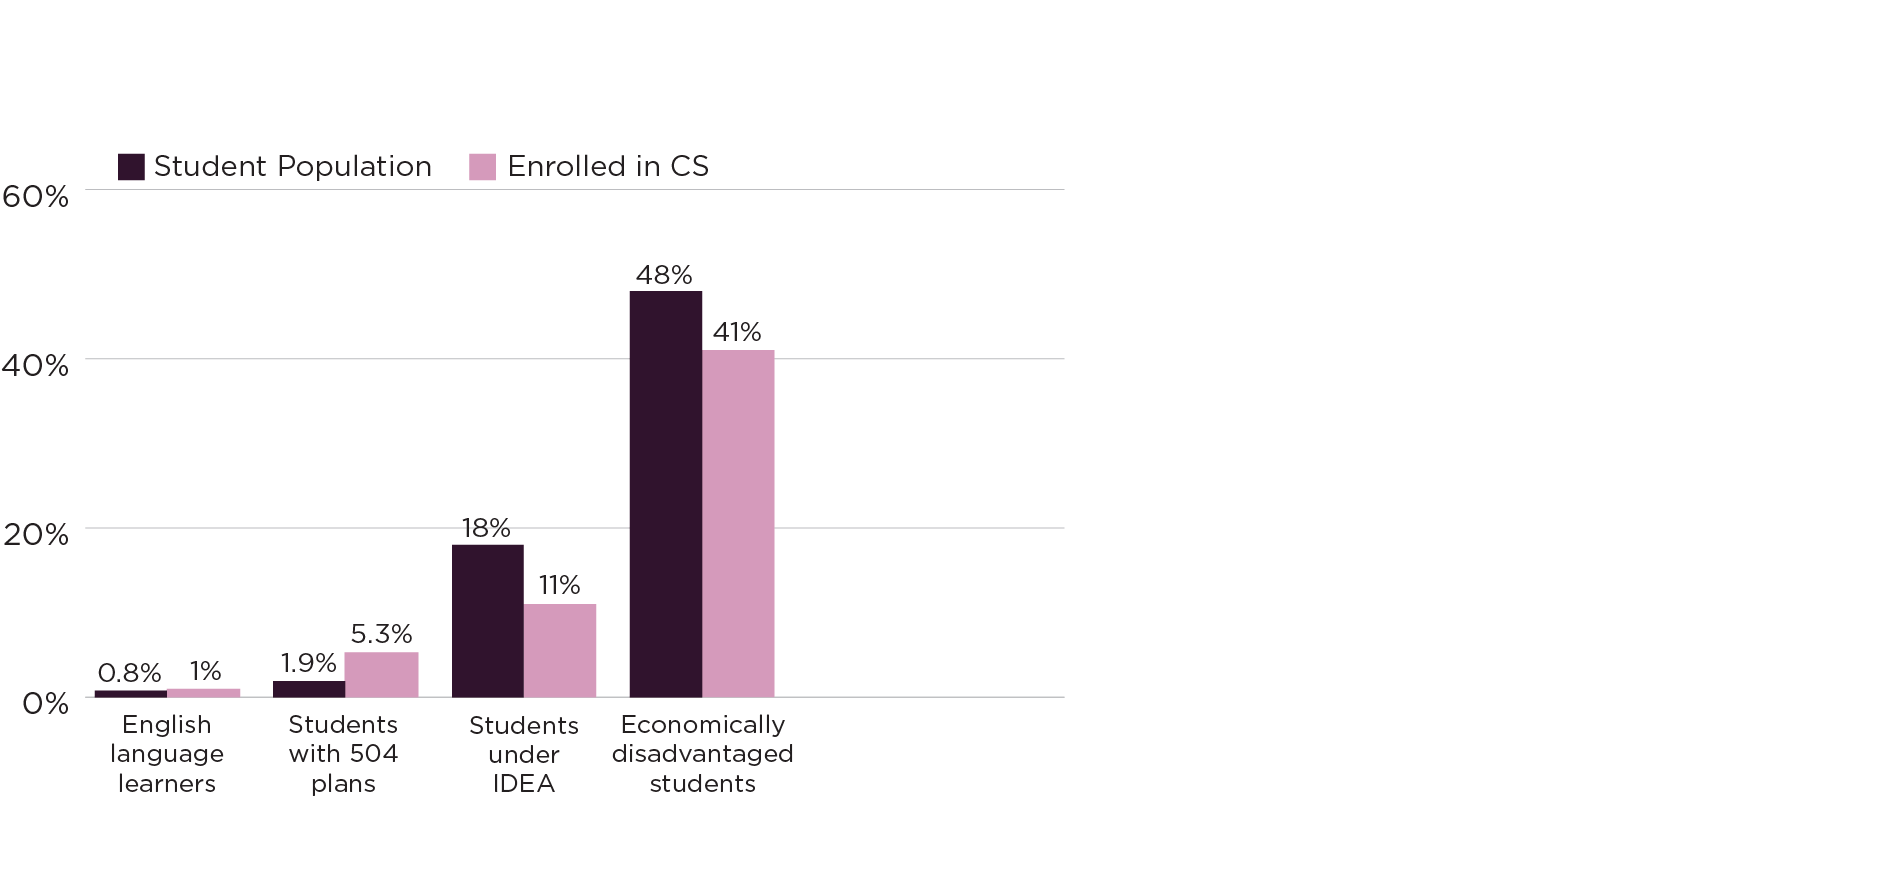 Student Population
Enrolled in CS
60%
40%
20%
0%
0.8%
1%
1.9%
5.3%
18%
11%
48%
41%
English
language
learners
Students
with 504
plans
Students
under
IDEA
Economically
disadvantaged
students